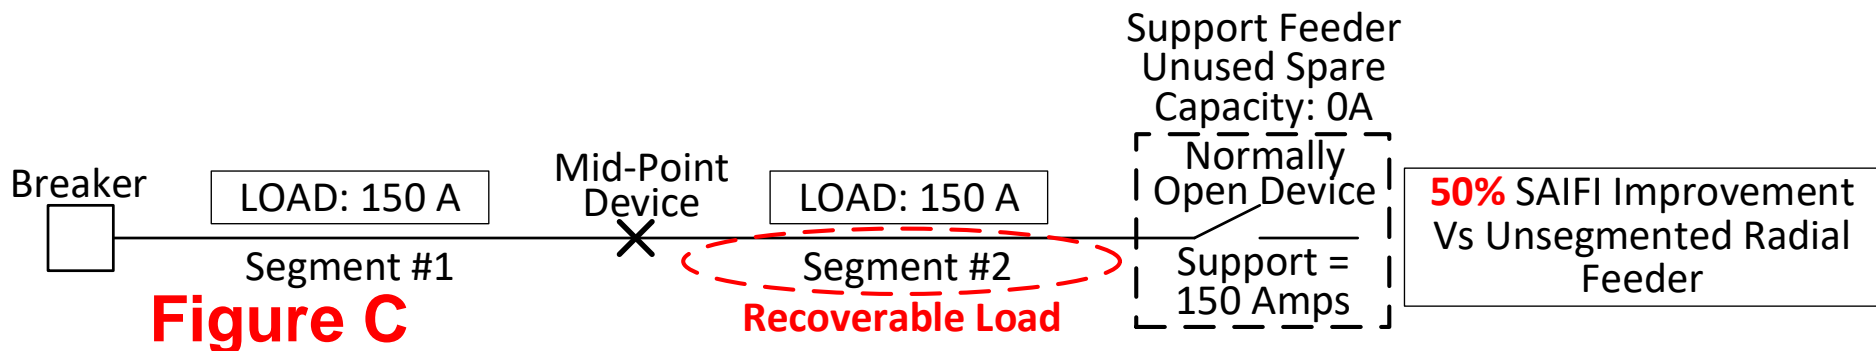 Support Feeder
Unused Spare
Capacity: 0A
Breaker
LOAD: 150 A
Mid-Point
Device
LOAD: 150 A
Normally
Open Device
Segment #1
Segment #2
Support =
150 Amps
Recoverable Load
50% SAIFI Improvement
Vs Unsegmented Radial
Feeder
Figure C